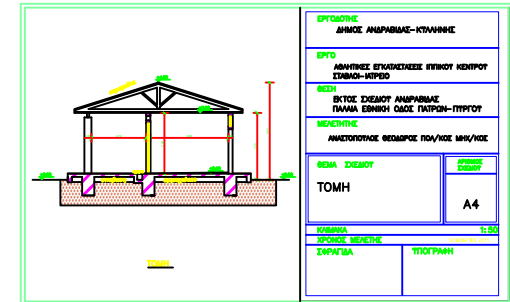 ΕΡΓΟΔΟΤΗΣ
ΔΗΜΟΣ ΑΝΔΡΑΒΙΔΑΣ-ΚΥΛΛΗΝΗΣ
ΕΡΓΟ
ΑΘΛΗΤΙΚΕΣ ΕΓΚΑΤΑΣΤΑΣΕΙΣ ΙΠΠΙΚΟΥ ΚΕΝΤΡΟΥ
ΣΤΑΒΛΟΙ-ΙΑΤΡΕΙΟ
ΘΕΣΗ
ΕΚΤΟΣ ΣΧΕΔΙΟΥ ΑΝΔΡΑΒΙΔΑΣ
ΠΑΛΑΙΑ ΕΘΝΙΚΗ ΟΔΟΣ ΠΑΤΡΩΝ-ΠΥΡΓΟΥ
ΜΕΛΕΤΗΤΗΣ
ΑΝΑΣΤΟΠΟΥΛΟΣ ΘΕΟΔΩΡΟΣ ΠΟΛ/ΚΟΣ ΜΗΧ/ΚΟΣ
ΘΕΜΑ ΣΧΕΔΙΟΥ
ΑΡΙΘΜΟΣ
ΣΧΕΔΙΟΥ
ΤΟΜΗ
Α4
ΚΛΙΜΑΚΑ 1: 50
ΧΡΟΝΟΣ ΜΕΛΕΤΗΣ
ΣΦΡΑΓΙΔΑ ΥΠΟΓΡΑΦΗ
ΤΟΜΗ